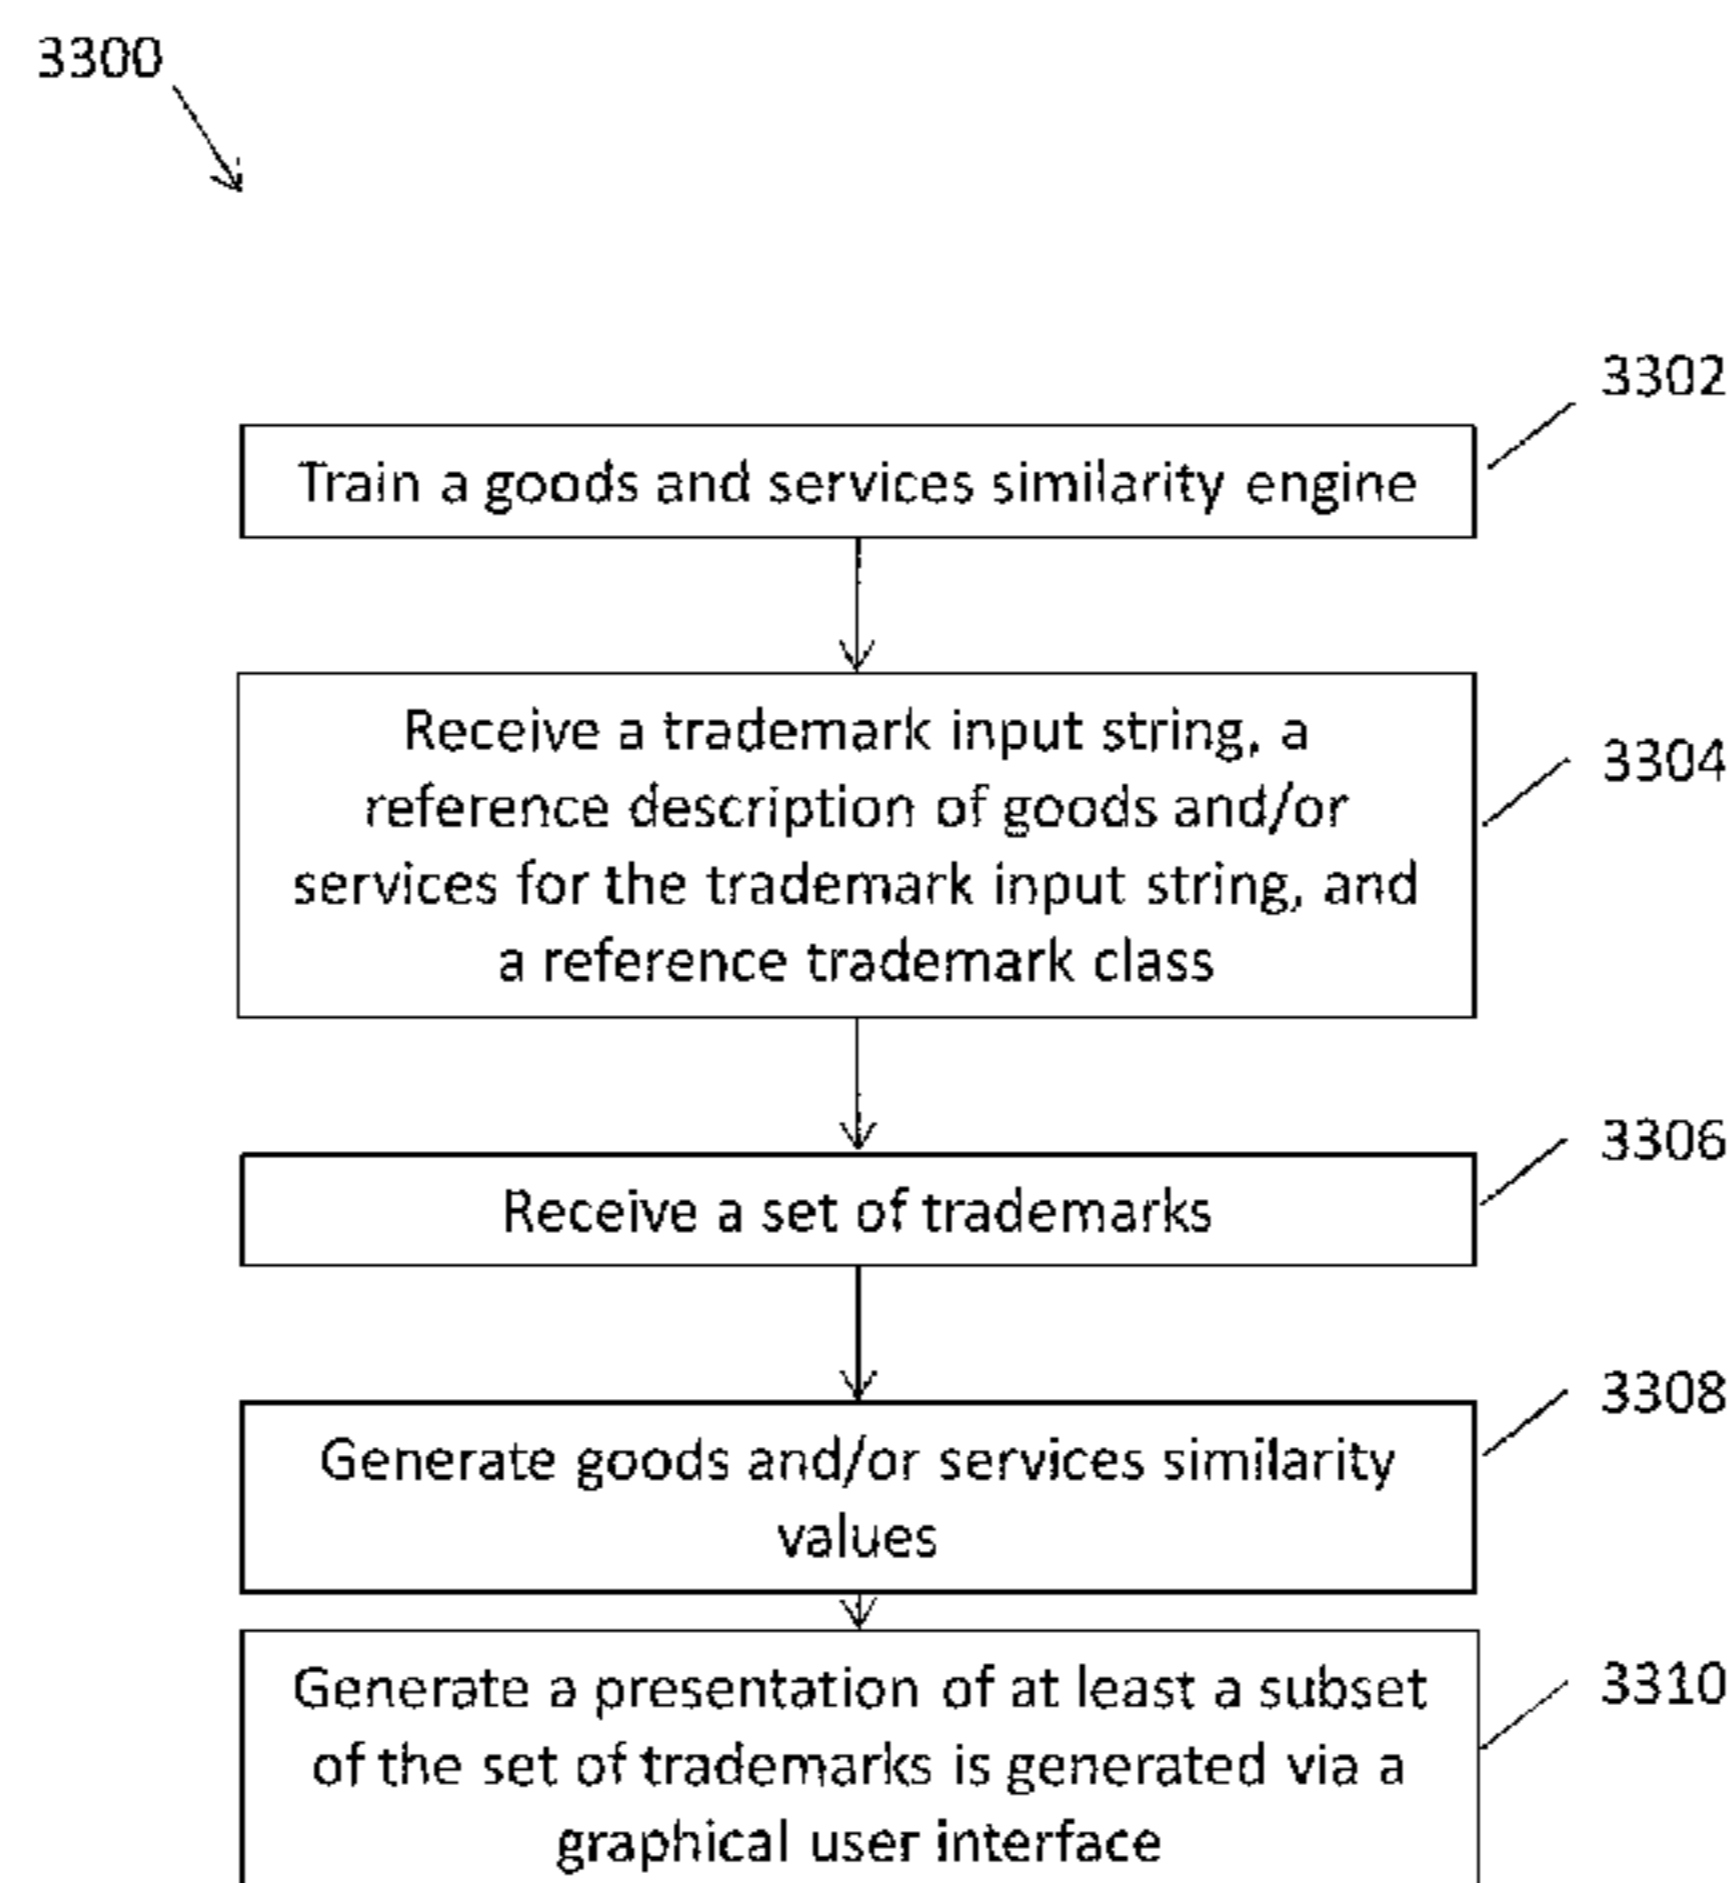 3300
3302
Train a goods and services similarity engine
Receive a trademark input string, a
reference description of goods and/or
services for the trademark input string, and
a reference trademark class
3304
3306
Receive a set of trademarks
3308
Generate goods and/or services similarity
values
Generate a presentation of at least a subset
of the set of trademarks is generated via a
graphical user interface
3310